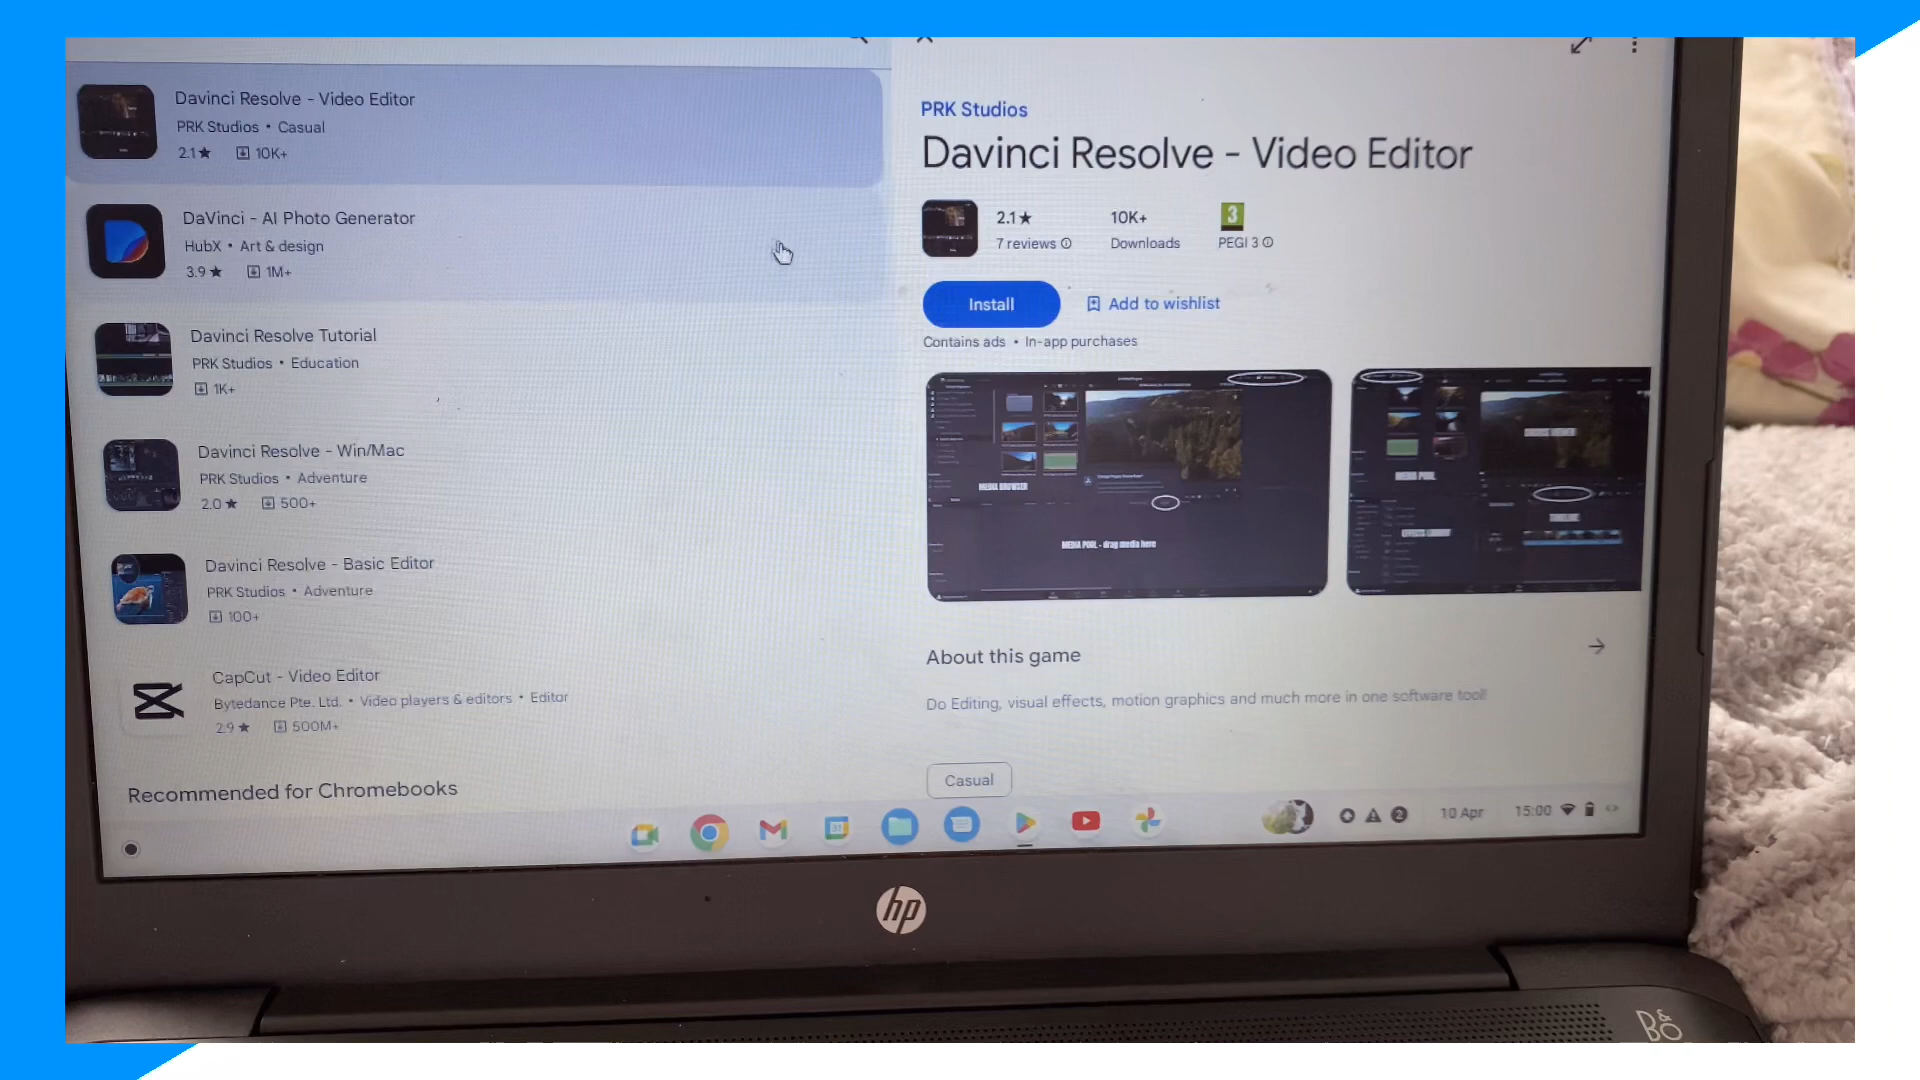 Davinci Resolve - Video Editor
PRK Studios • Casual
2.1★ 10K+
DaVinci - AI Photo Generator
HubX • Art & design
3.9 ★ 1M+
Davinci Resolve Tutorial
PRK Studios • Education
1K+
Davinci Resolve - Win/Mac
PRK Studios • Adventure
2.0 ★ 500+
Davinci Resolve - Basic Editor
PRK Studios • Adventure
100+
CapCut - Video Editor
Bytedance Pte. Ltd. • Video players & editors • Editor
2.9 ★ 500M+
Recommended for Chromebooks
PRK Studios
Davinci Resolve - Video Editor
2.1★ 10K+ 3
7 reviews Downloads PEGI 3
Install Add to wishlist
Contains ads • In-app purchases
MEDIA BROWSER
MEDIA POOL - drag media here
MEDIA POOL
TIMELINE
About this game
Do Editing, visual effects, motion graphics and much more in one software tool!
Casual
31
2 10 Apr 15:00
hp
B&O